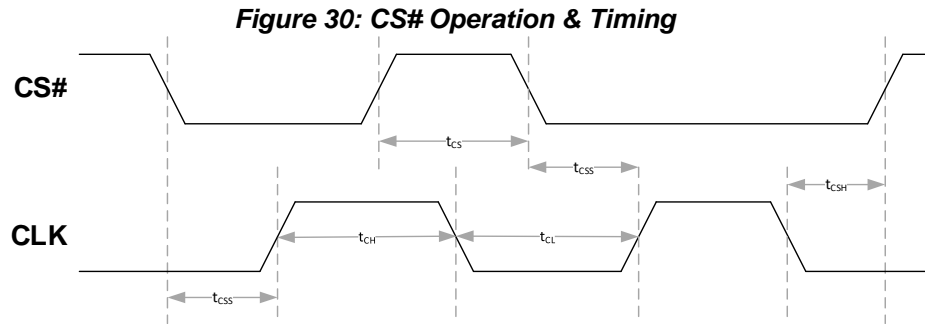 Figure 30: CS# Operation & Timing
CS#
tCS
tCSS
tCSH
CLK
tCH
tCL
tCSS